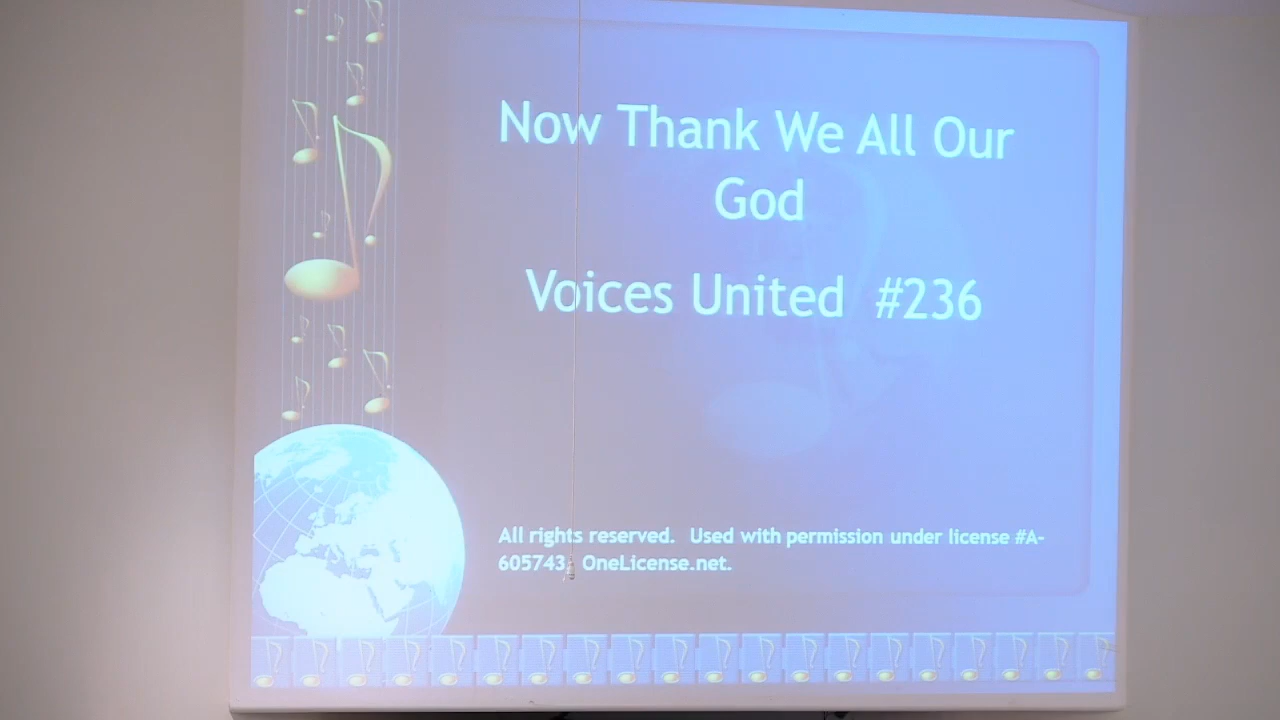 Now Thank We All Our
God
Voices United #236
All rights reserved. Used with permission under license #A-
605743, OneLicense.net.